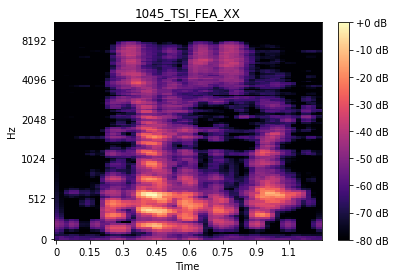 1045_TSI_FEA_XX
Hz
8192
4096
2048
1024
512
0
0 0.15 0.3 0.45 0.6 0.75 0.9 1.1
Time
+0 dB
-10 dB
-20 dB
-30 dB
-40 dB
-50 dB
-60 dB
-70 dB
-80 dB